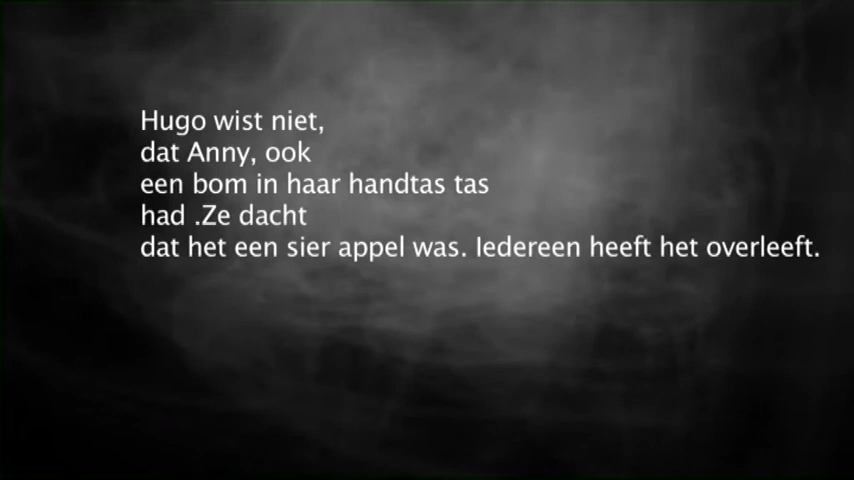 Hugo wist niet,
dat Anny, ook
een bom in haar handtas tas
had .Ze dacht
dat het een sier appel was. Iedereen heeft het overleeft.